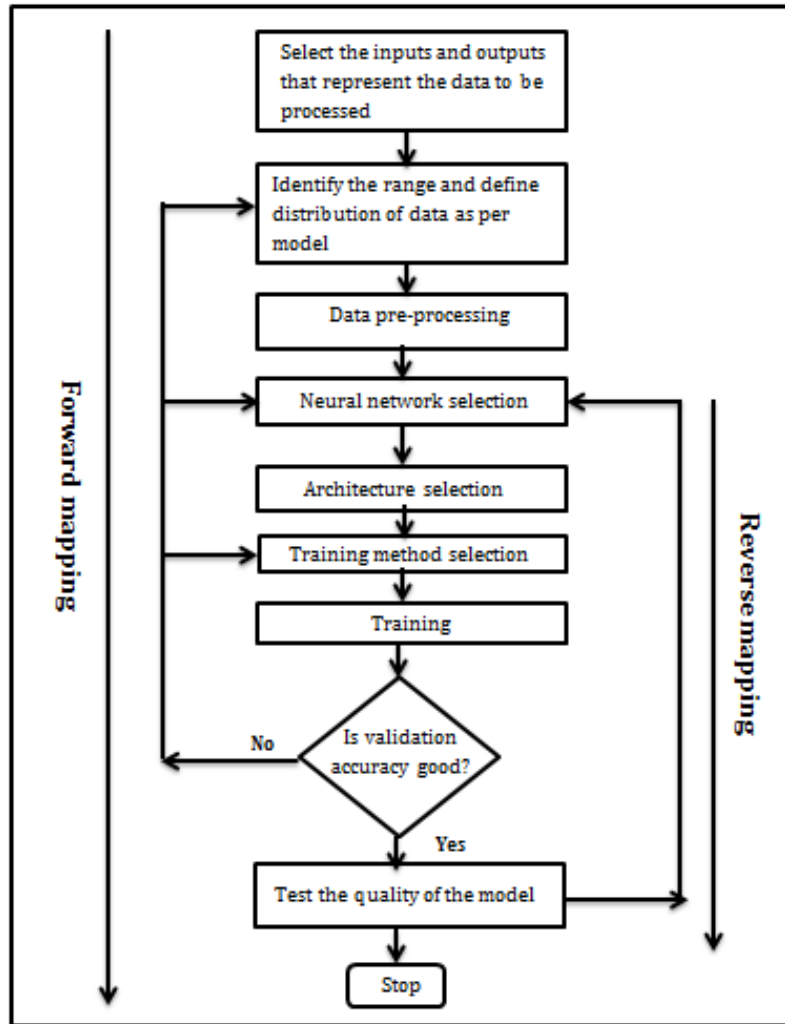 Select the inputs and outputs
that represent the data to be
processed
Identify the range and define
distribution of data as per
model
Data pre-processing
Neural network selection
Architecture selection
Training method selection
Training
Is validation
accuracy good?
No
Yes
Test the quality of the model
Stop
Forward mapping
Reverse mapping